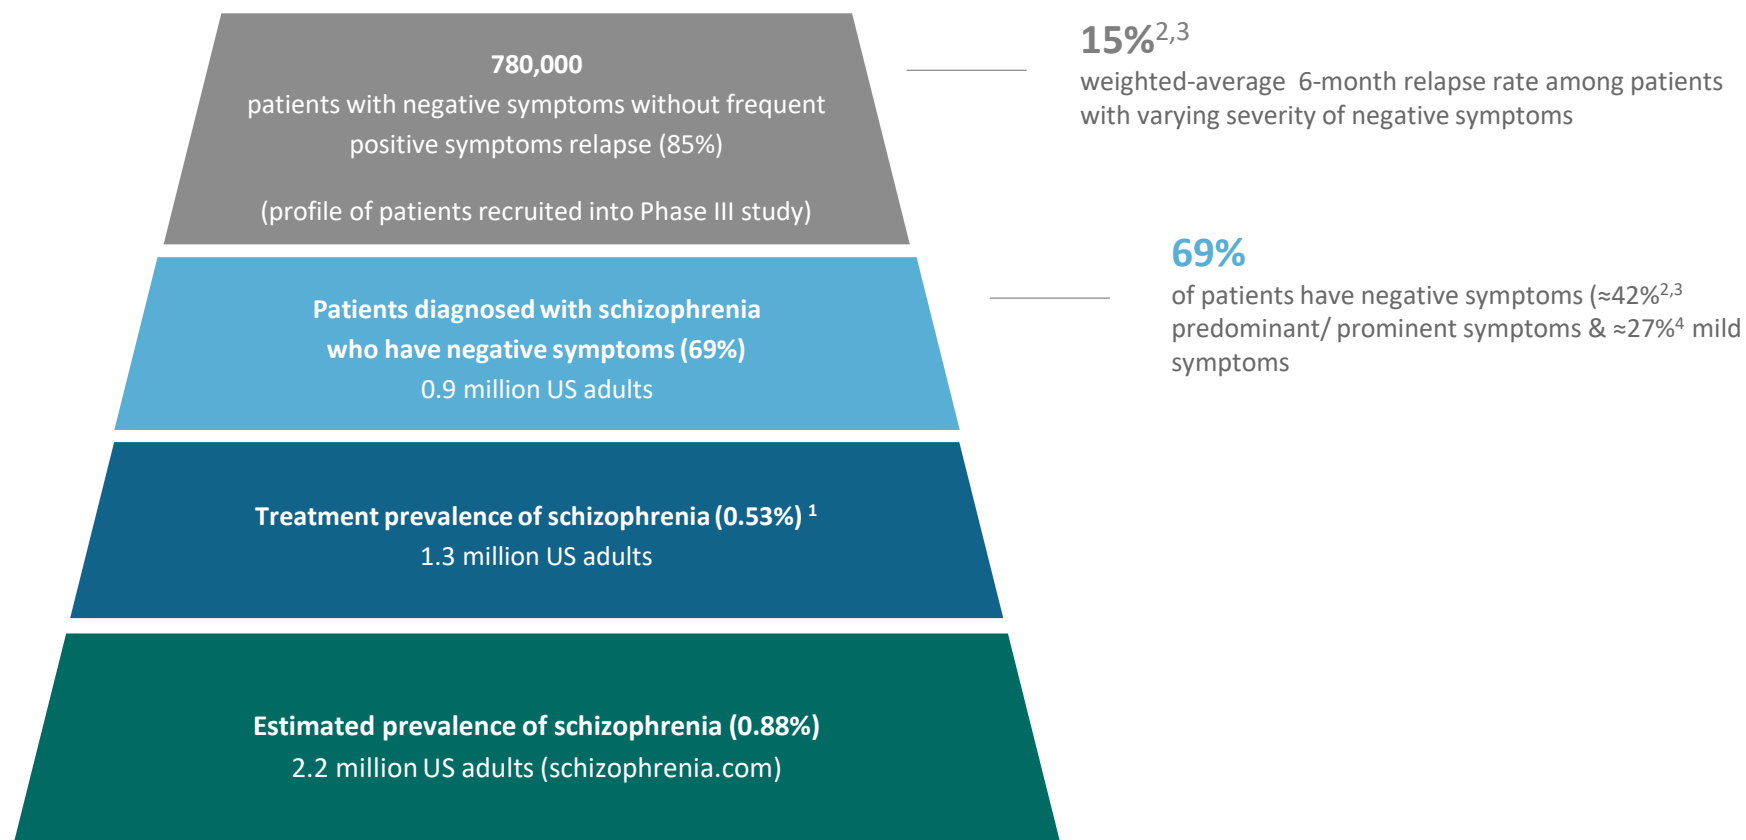 780,000
patients with negative symptoms without frequent
positive symptoms relapse (85%)
(profile of patients recruited into Phase III study)
15%2,3
weighted-average 6-month relapse rate among patients
with varying severity of negative symptoms
Patients diagnosed with schizophrenia
who have negative symptoms (69%)
0.9 million US adults
69%
of patients have negative symptoms (≈42%2,3
predominant/ prominent symptoms & ≈27%4 mild
symptoms
Treatment prevalence of schizophrenia (0.53%) 1
1.3 million US adults
Estimated prevalence of schizophrenia (0.88%)
2.2 million US adults (schizophrenia.com)